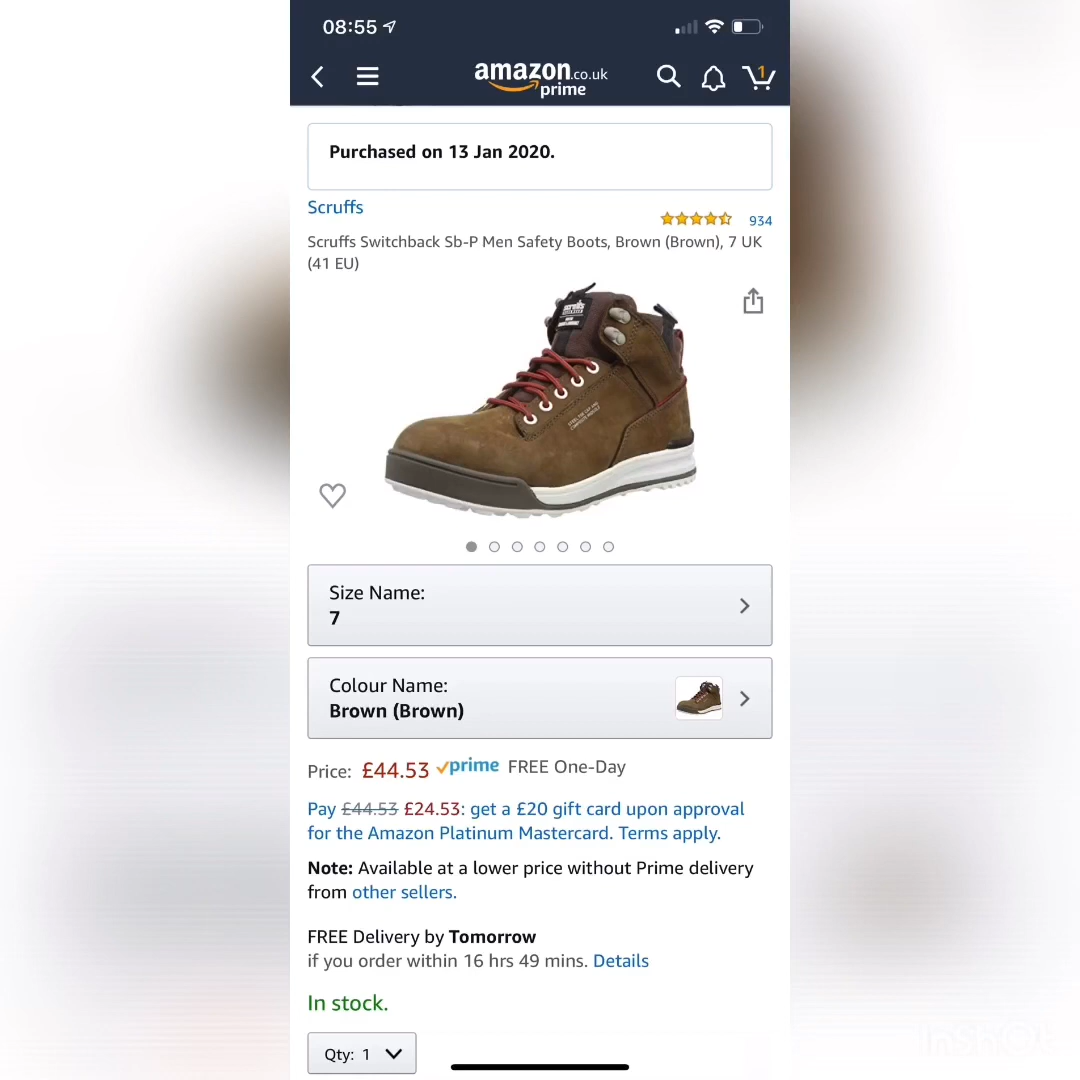 08:55
amazon.co.uk
prime
1
Purchased on 13 Jan 2020.
Scruffs
934
Scruffs Switchback Sb-P Men Safety Boots, Brown (Brown), 7 UK
(41 EU)
scruffs
Size Name:
7
Colour Name:
Brown (Brown)
Price: £44.53 prime FREE One-Day
Pay £44.53 £24.53: get a £20 gift card upon approval
for the Amazon Platinum Mastercard. Terms apply.
Note: Available at a lower price without Prime delivery
from other sellers.
FREE Delivery by Tomorrow
if you order within 16 hrs 49 mins. Details
In stock.
Qty: 1
InShOt